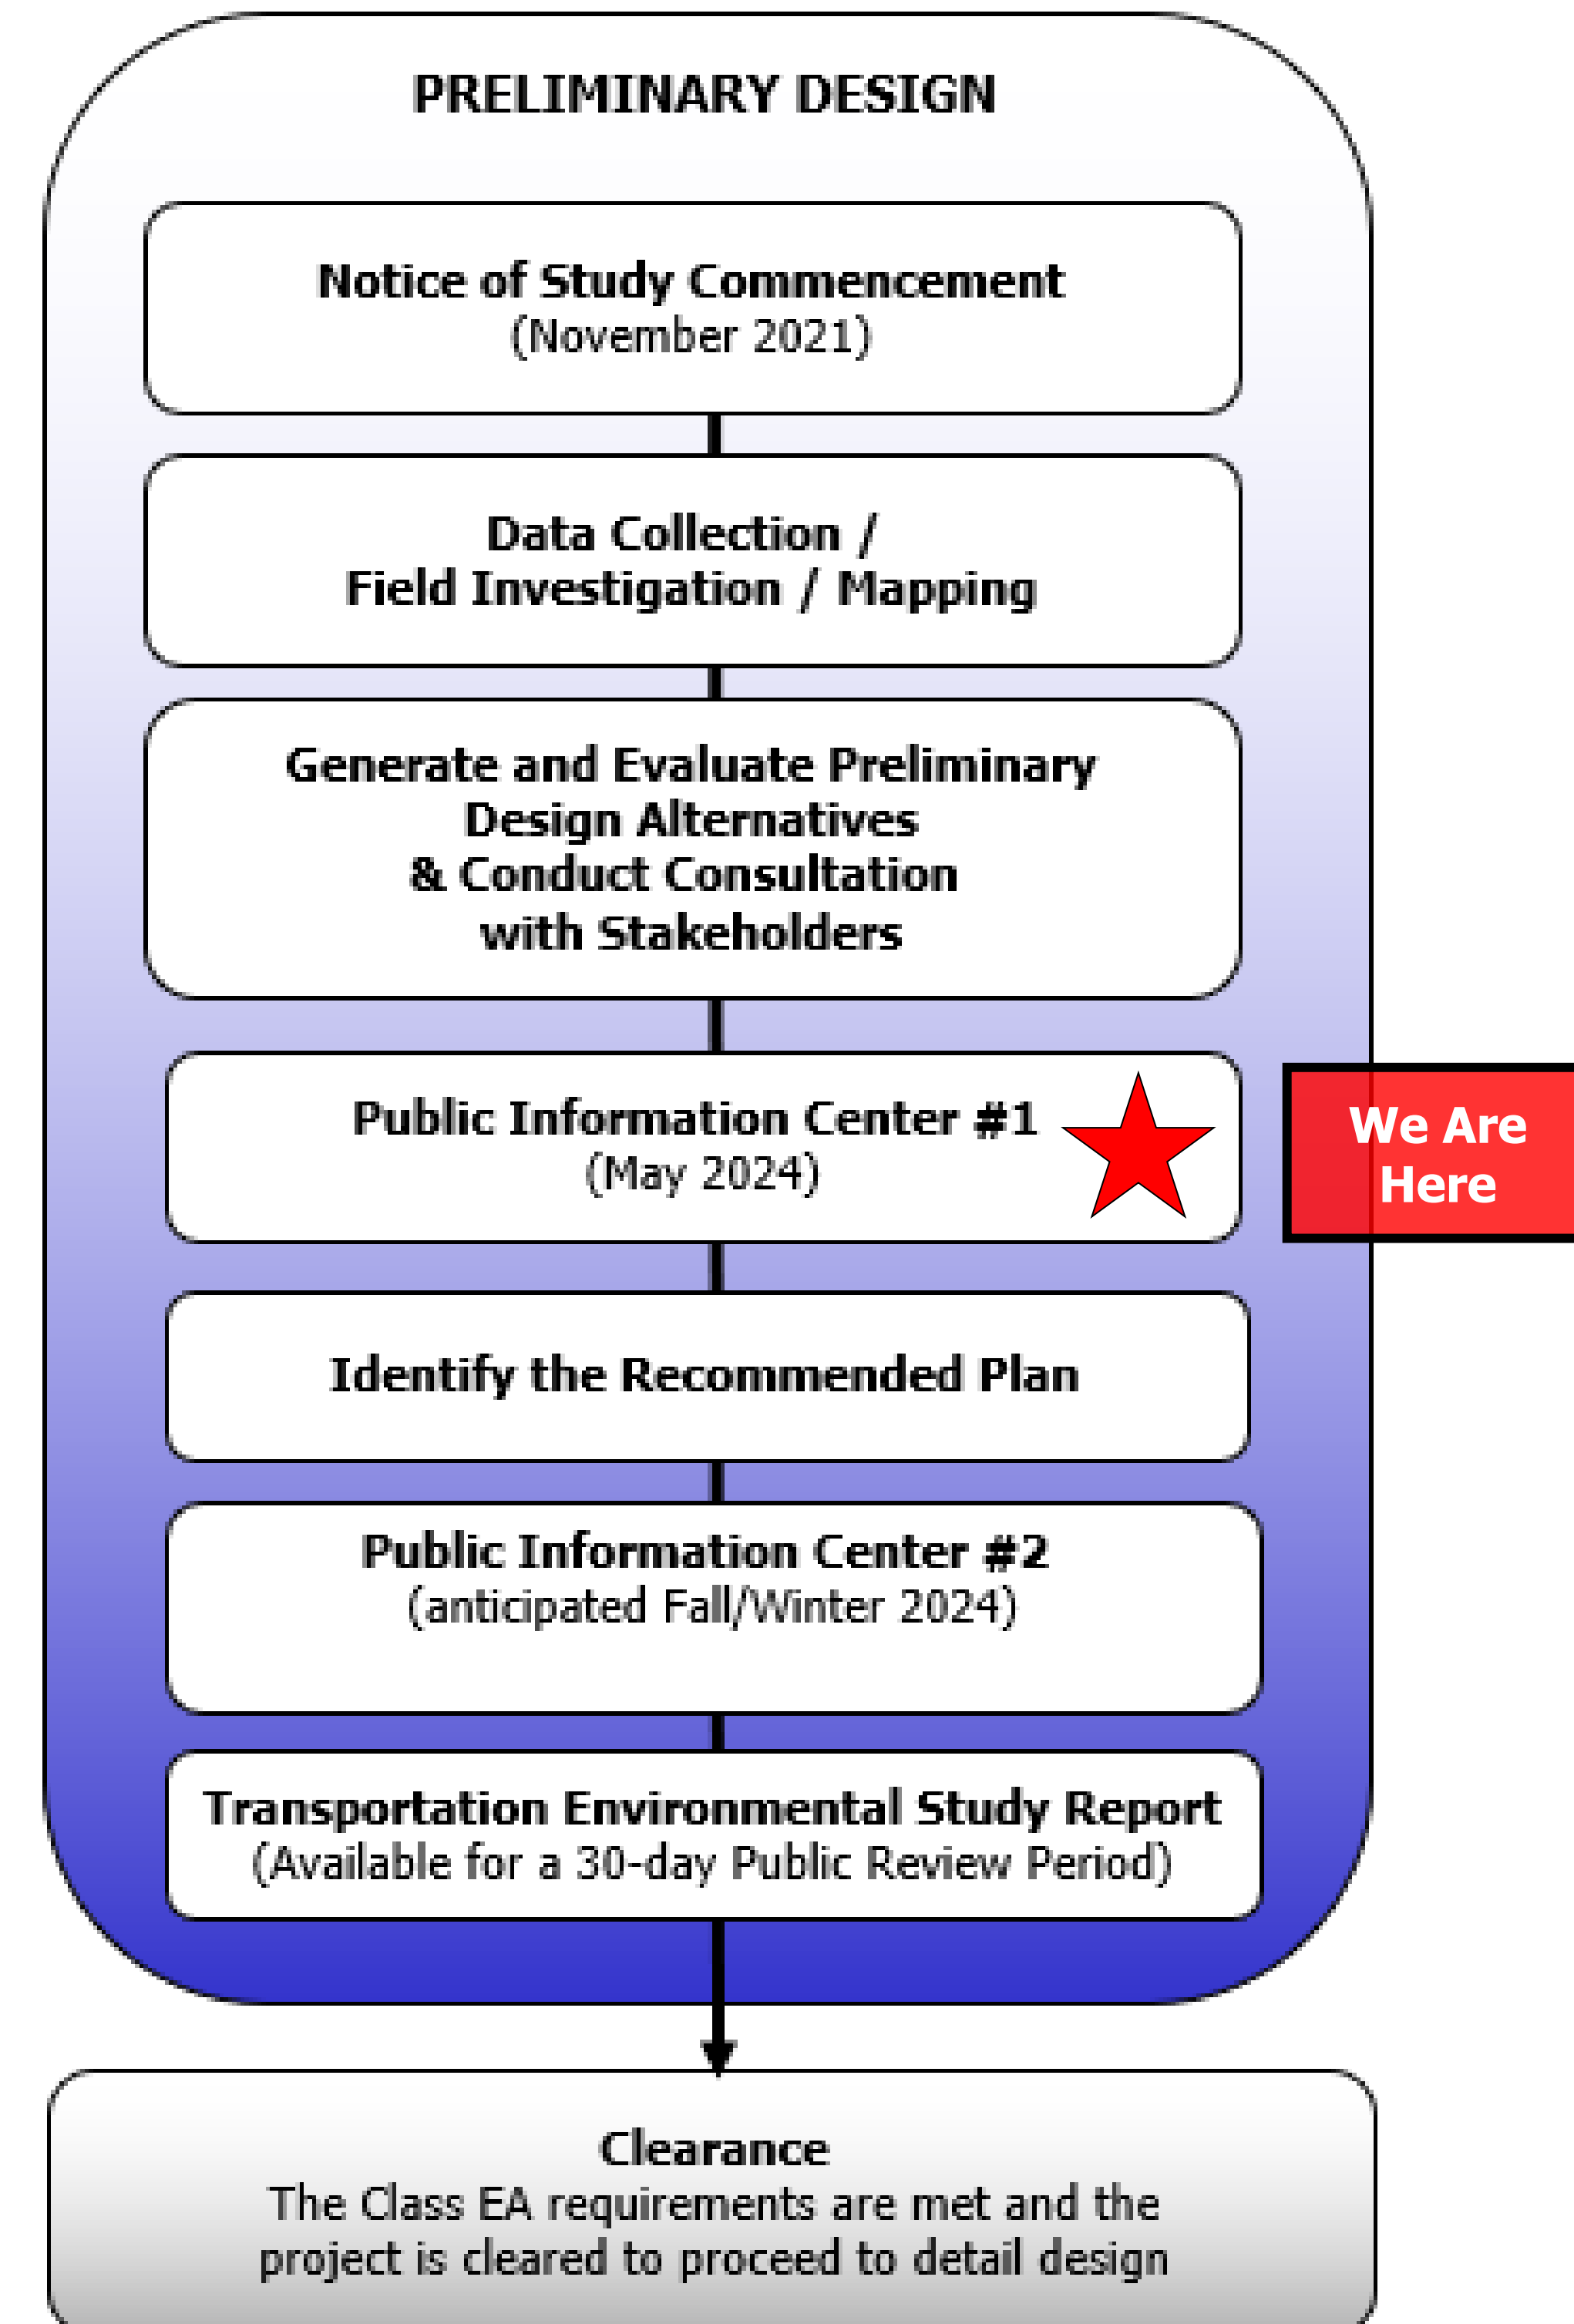 PRELIMINARY DESIGN
Notice of Study Commencement
(November 2021)
Data Collection /
Field Investigation / Mapping
Generate and Evaluate Preliminary
Design Alternatives
& Conduct Consultation
with Stakeholders
Public Information Center #1
(May 2024)
We Are
Here
Identify the Recommended Plan
Public Information Center #2
(anticipated Fall/Winter 2024)
Transportation Environmental Study Report
(Available for a 30-day Public Review Period)
Clearance
The Class EA requirements are met and the
project is cleared to proceed to detail design